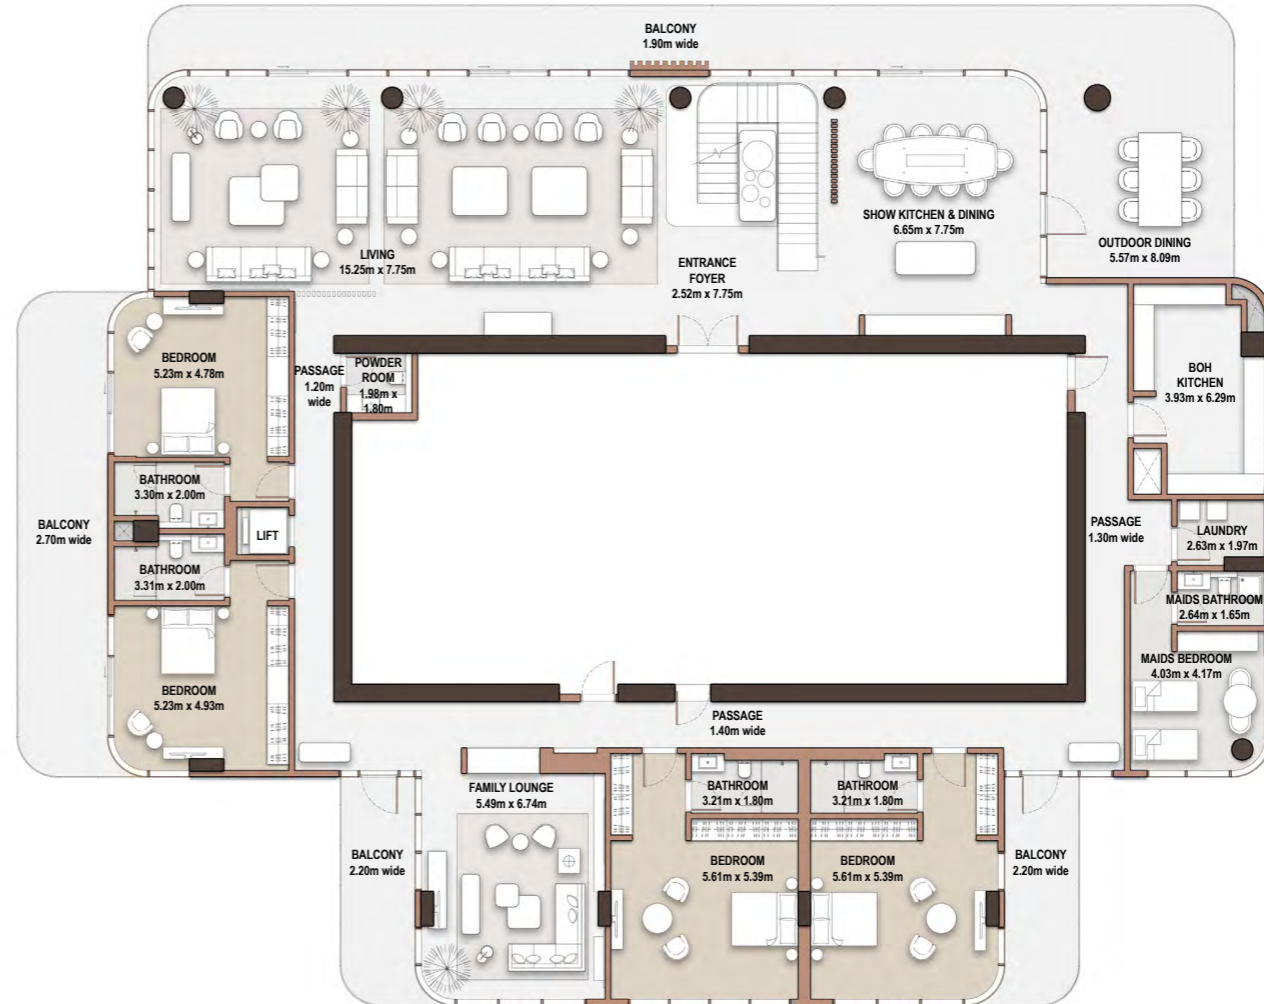 BALCONY
1.90m wide
SHOW KITCHEN & DINING
6.65m x 7.75m
OUTDOOR DINING
5.57m x 8.09m
LIVING
15.25m x 7.75m
ENTRANCE
FOYER
2.52m x 7.75m
BEDROOM
5.23m x 4.78m
PASSAGE
1.20m
wide
POWDER
ROOM
1.98m x
1.80m
BOH
KITCHEN
3.93m x 6.29m
BATHROOM
3.30m x 2.00m
BALCONY
2.70m wide
LIFT
PASSAGE
1.30m wide
LAUNDRY
2.63m x 1.97m
BATHROOM
3.31m x 2.00m
MAIDS BATHROOM
2.64m x 1.65m
MAIDS BEDROOM
4.03m x 4.17m
BEDROOM
5.23m x 4.93m
PASSAGE
1.40m wide
FAMILY LOUNGE
5.49m x 6.74m
BATHROOM
3.21m x 1.80m
BATHROOM
3.21m x 1.80m
BALCONY
2.20m wide
BEDROOM
5.61m x 5.39m
BEDROOM
5.61m x 5.39m
BALCONY
2.20m wide